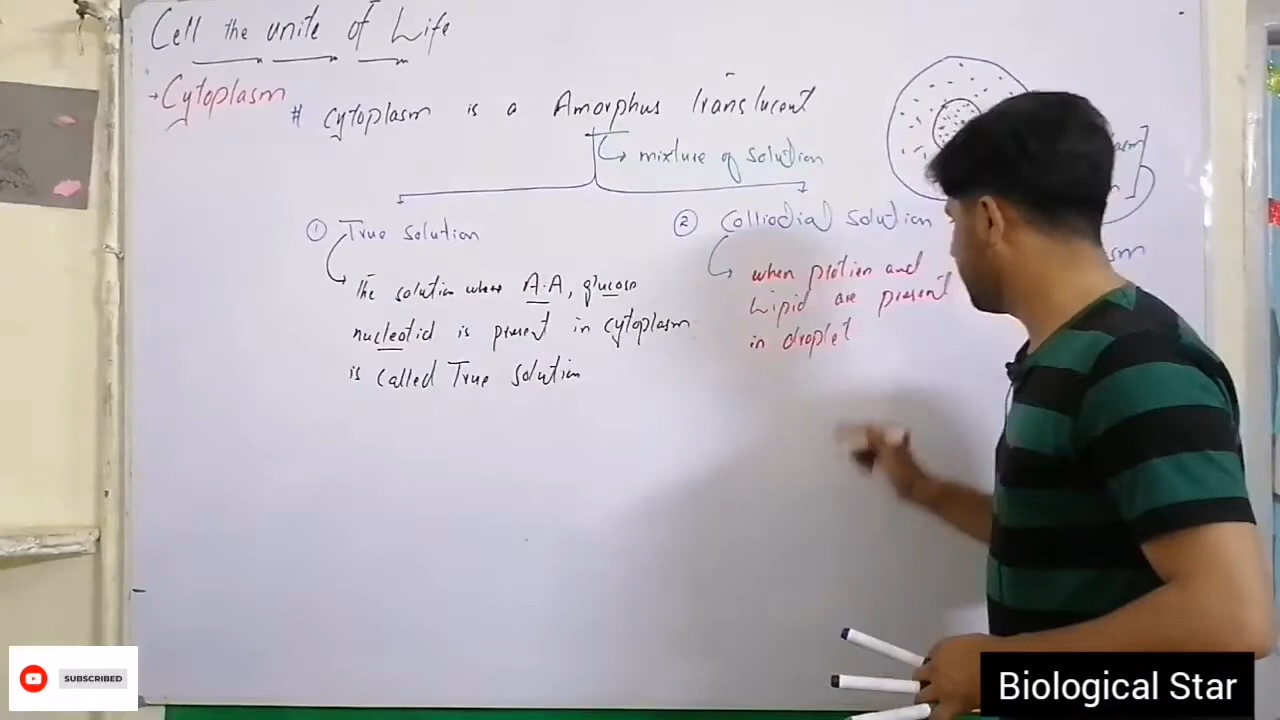 Cell the unite of Life
Cytoplasm
# Cytoplasm is a Amorphus Translucent
mixture of solution
① True solution
The solution where A.A, glucose
nucleotid is present in cytoplasm
is called True solution
② Colliodial solution
when protien and
Lipid are present
in droplet
SUBSCRIBED
Biological Star